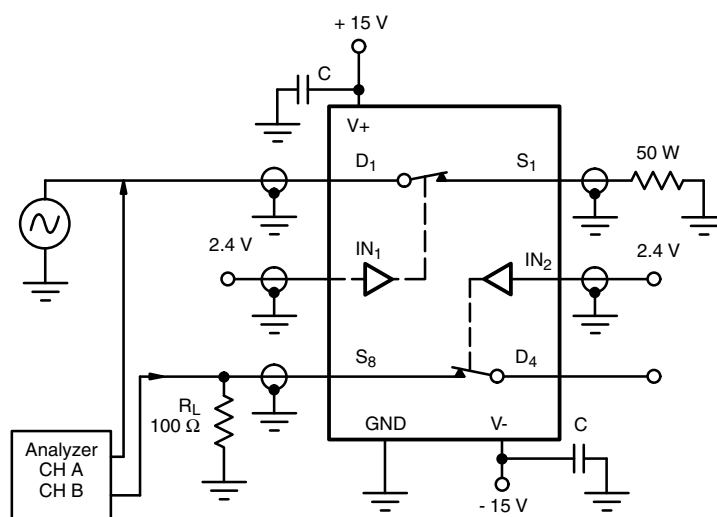 + 15 V
C
V+
D1
S1
50 W
2.4 V
IN1
IN2
2.4 V
S8
D4
RL
100 Ω
GND
V-
C
Analyzer
CH A
CH B
- 15 V